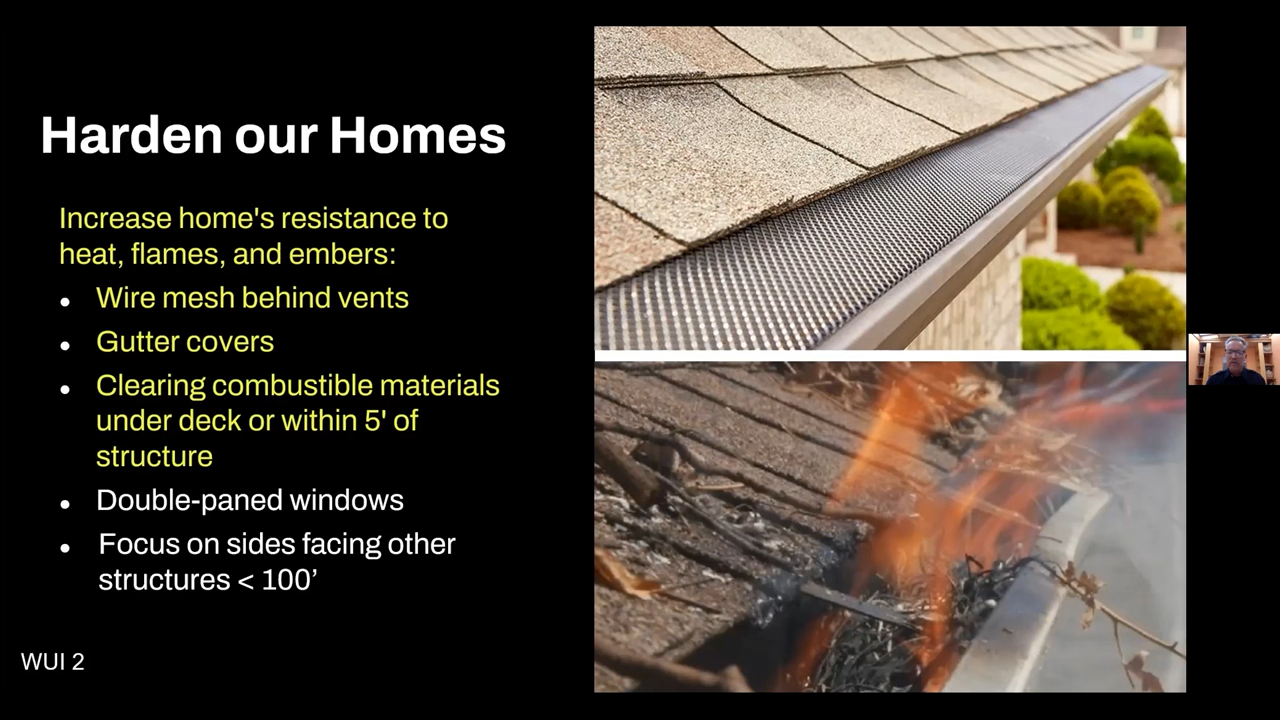 Harden our Homes
Increase home's resistance to
heat, flames, and embers:
● Wire mesh behind vents
● Gutter covers
● Clearing combustible materials
under deck or within 5' of
structure
● Double-paned windows
● Focus on sides facing other
structures < 100’
WUI 2